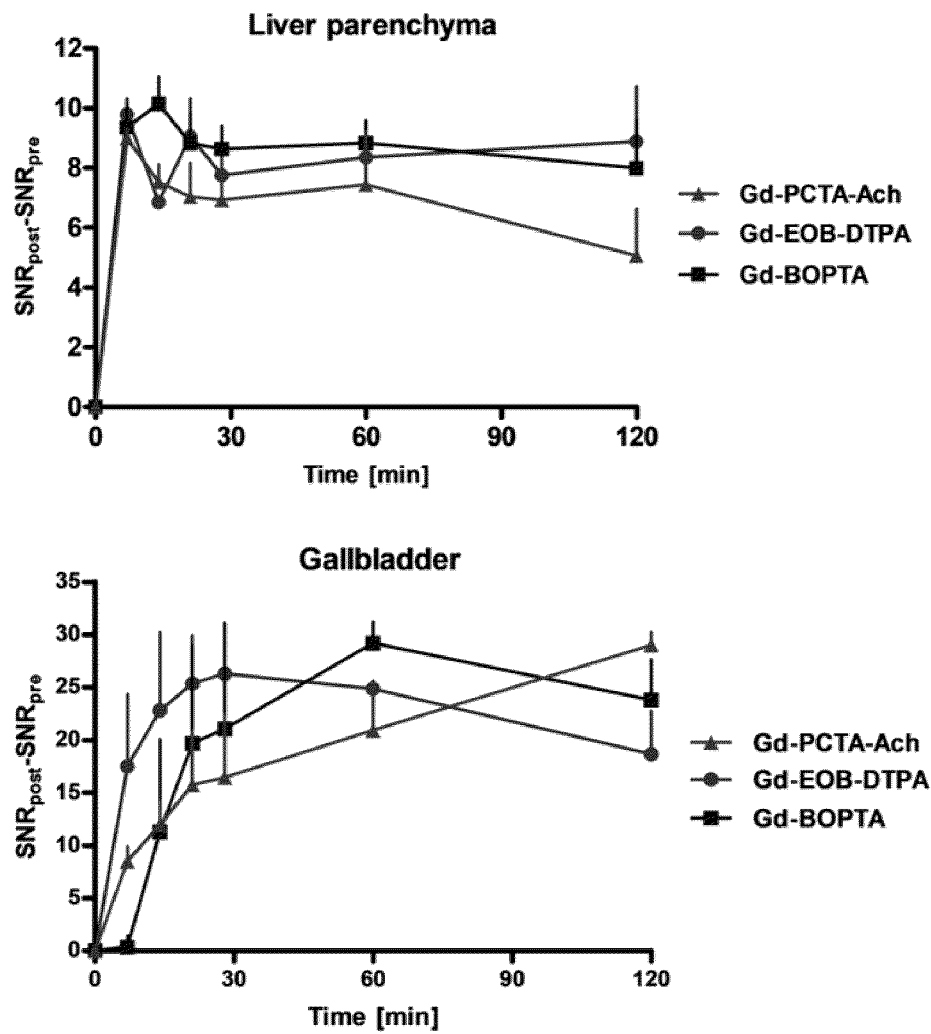 Liver parenchyma
12
10
8
6
4
2
0
SNRpost-SNRpre
0 30 60 90 120
Time [min]
Gd-PCTA-Ach
Gd-EOB-DTPA
Gd-BOPTA
Gallbladder
35
30
25
20
15
10
5
0
SNRpost-SNRpre
0 30 60 90 120
Time [min]
Gd-PCTA-Ach
Gd-EOB-DTPA
Gd-BOPTA